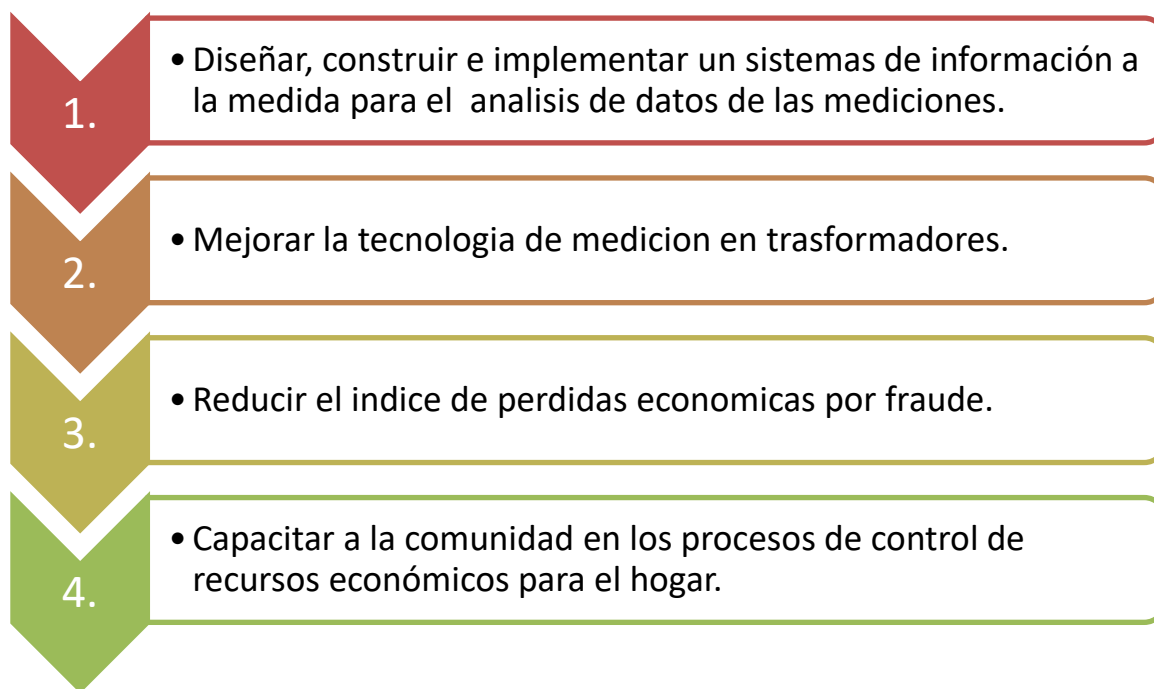 1.
• Diseñar, construir e implementar un sistemas de información a
la medida para el  analisis de datos de las mediciones.
2.
• Mejorar la tecnologia de medicion en trasformadores.
3.
• Reducir el indice de perdidas economicas por fraude.
4.
• Capacitar a la comunidad en los procesos de control de
recursos económicos para el hogar.